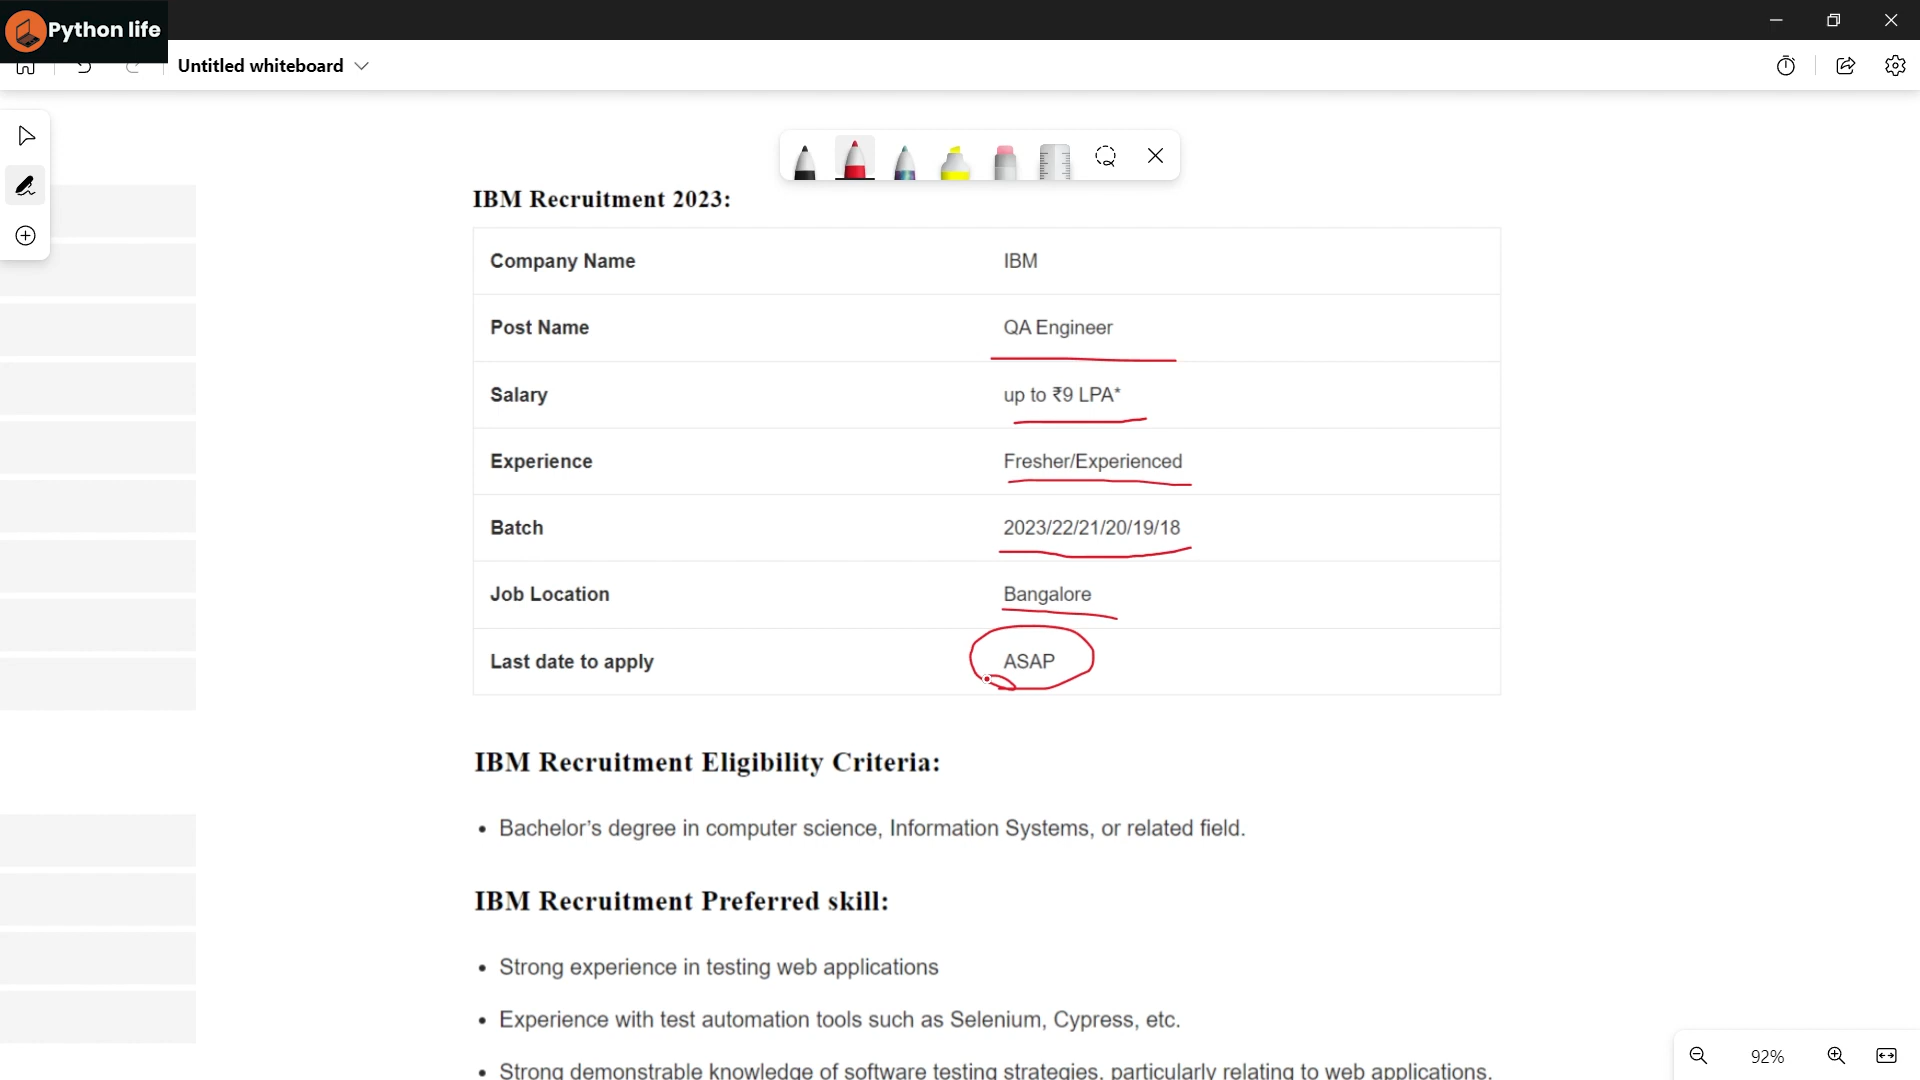 Python life
Untitled whiteboard
IBM Recruitment 2023:
Company Name IBM
Post Name QA Engineer
Salary up to ₹9 LPA*
Experience Fresher/Experienced
Batch 2023/22/21/20/19/18
Job Location Bangalore
Last date to apply ASAP
IBM Recruitment Eligibility Criteria:
• Bachelor's degree in computer science, Information Systems, or related field.
IBM Recruitment Preferred skill:
• Strong experience in testing web applications
• Experience with test automation tools such as Selenium, Cypress, etc.
• Strong demonstrable knowledge of software testing strategies, particularly relating to web applications.
92%